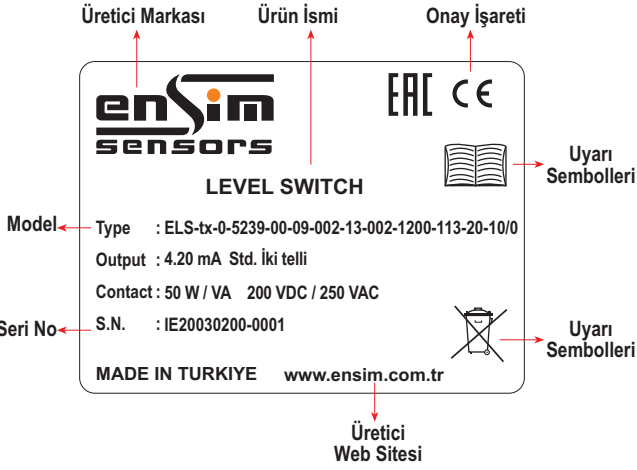 Üretici Markası Ürün İsmi Onay İşareti
ensim
sensors
EAC CE
Uyarı
Sembolleri
LEVEL SWITCH
Model
Type : ELS-tx-0-5239-00-09-002-13-002-1200-113-20-10/0
Output : 4.20 mA Std. İki telli
Contact : 50 W / VA 200 VDC / 250 VAC
Seri No
S.N. : IE20030200-0001
Uyarı
Sembolleri
MADE IN TURKIYE www.ensim.com.tr
Üretici
Web Sitesi